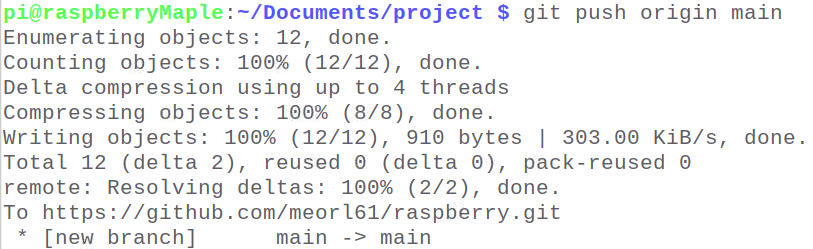 pi@raspberryMaple:~/Documents/project $ git push origin main
Enumerating objects: 12, done.
Counting objects: 100% (12/12), done.
Delta compression using up to 4 threads
Compressing objects: 100% (8/8), done.
Writing objects: 100% (12/12), 910 bytes | 303.00 KiB/s, done.
Total 12 (delta 2), reused 0 (delta 0), pack-reused 0
remote: Resolving deltas: 100% (2/2), done.
To https://github.com/meorl61/raspberry.git
 * [new branch]      main -> main